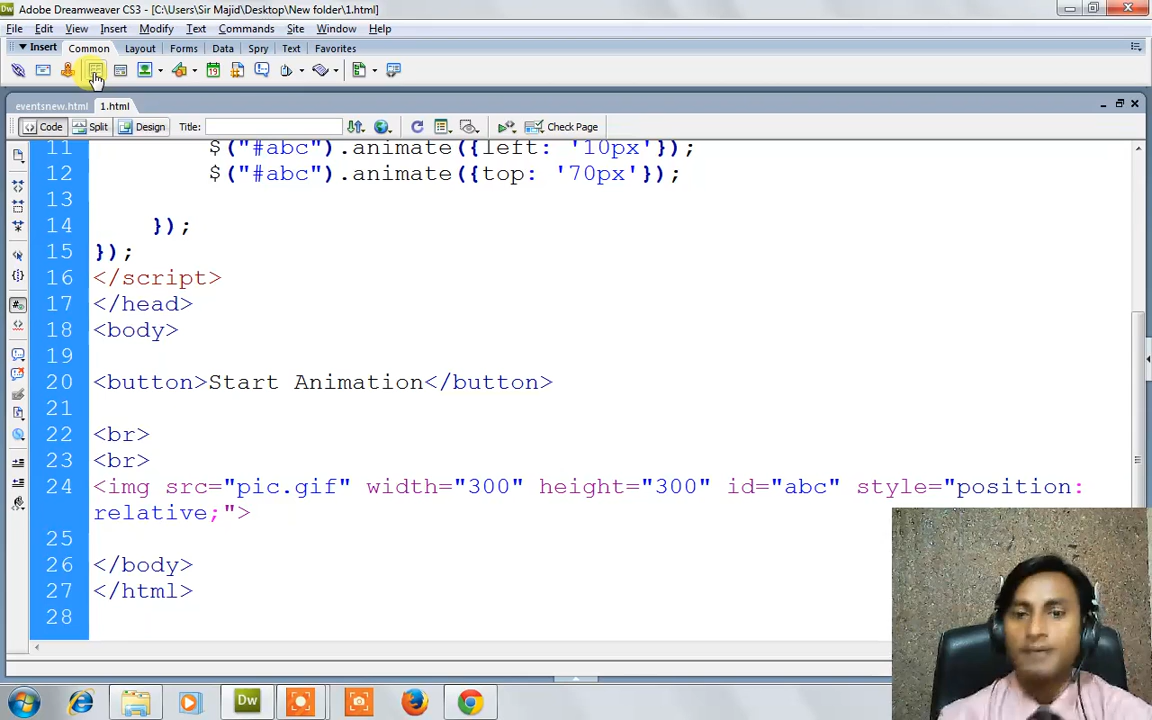 Adobe Dreamweaver CS3 - [C:\Users\Sir Majid\Desktop\New folder\1.html]
File Edit View Insert Modify Text Commands Site Window Help
Insert Common Layout Forms Data Spry Text Favorites
eventsnew.html 1.html
Code Split Design Title: Check Page
11 $("#abc").animate({left: '10px'});
12 $("#abc").animate({top: '70px'});
13
14 });
15 });
16 </script>
17 </head>
18 <body>
19
20 <button>Start Animation</button>
21
22 <br>
23 <br>
24 <img src="pic.gif" width="300" height="300" id="abc" style="position:
relative;">
25
26 </body>
27 </html>
28
Dw